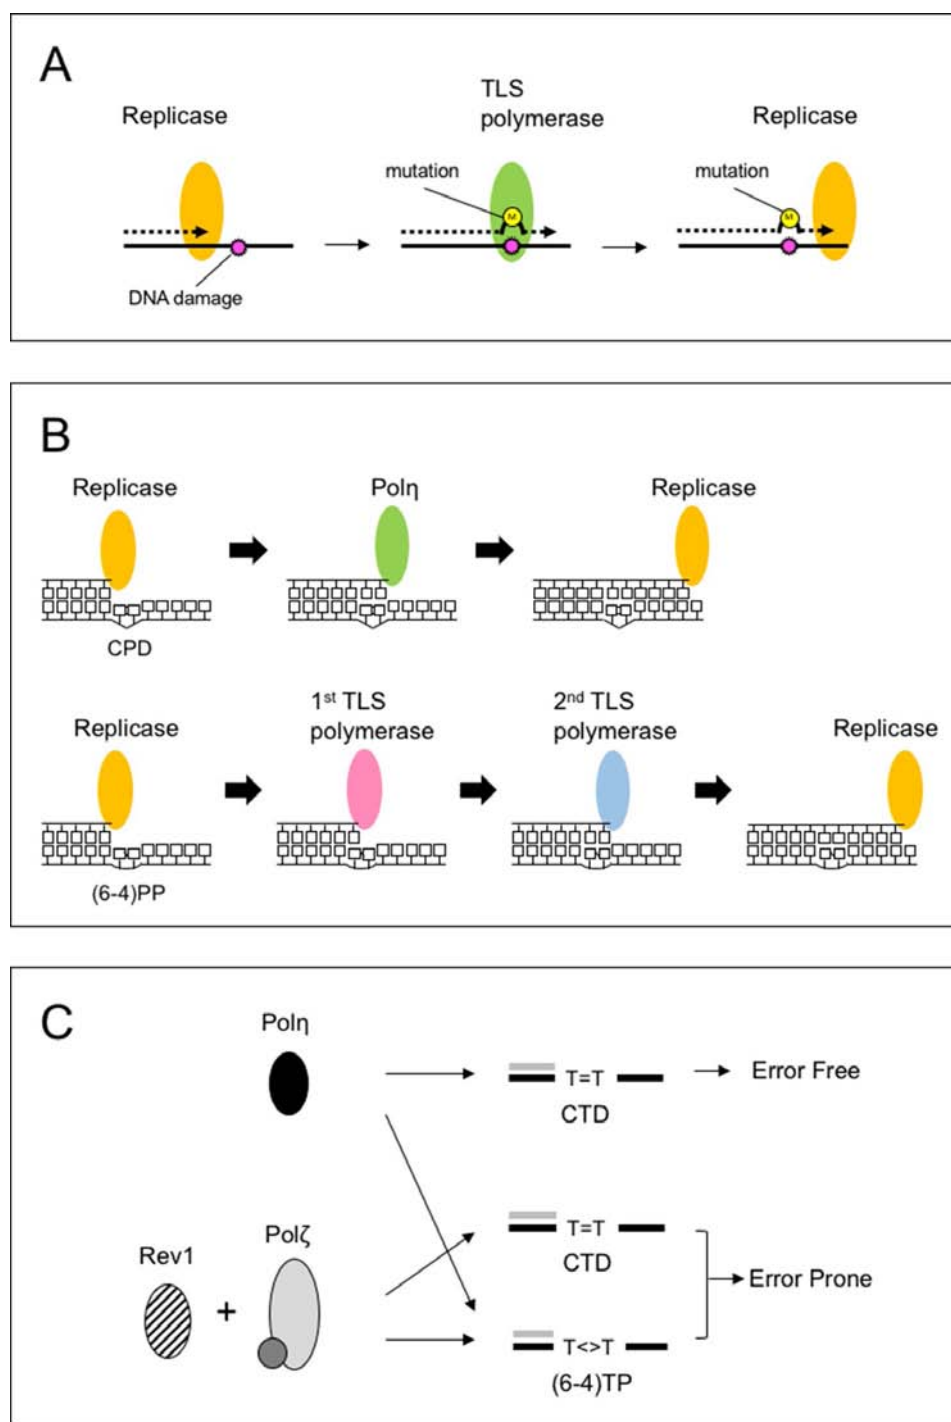 A
Replicase
TLS
polymerase
Replicase
mutation
M
mutation
M
DNA damage
B
Replicase
Polη
Replicase
CPD
1st TLS
polymerase
2nd TLS
polymerase
Replicase
Replicase
(6-4)PP
C
Polη
T=T
CTD
Error Free
Rev1
+
Polζ
T=T
CTD
Error Prone
T<>T
(6-4)TP